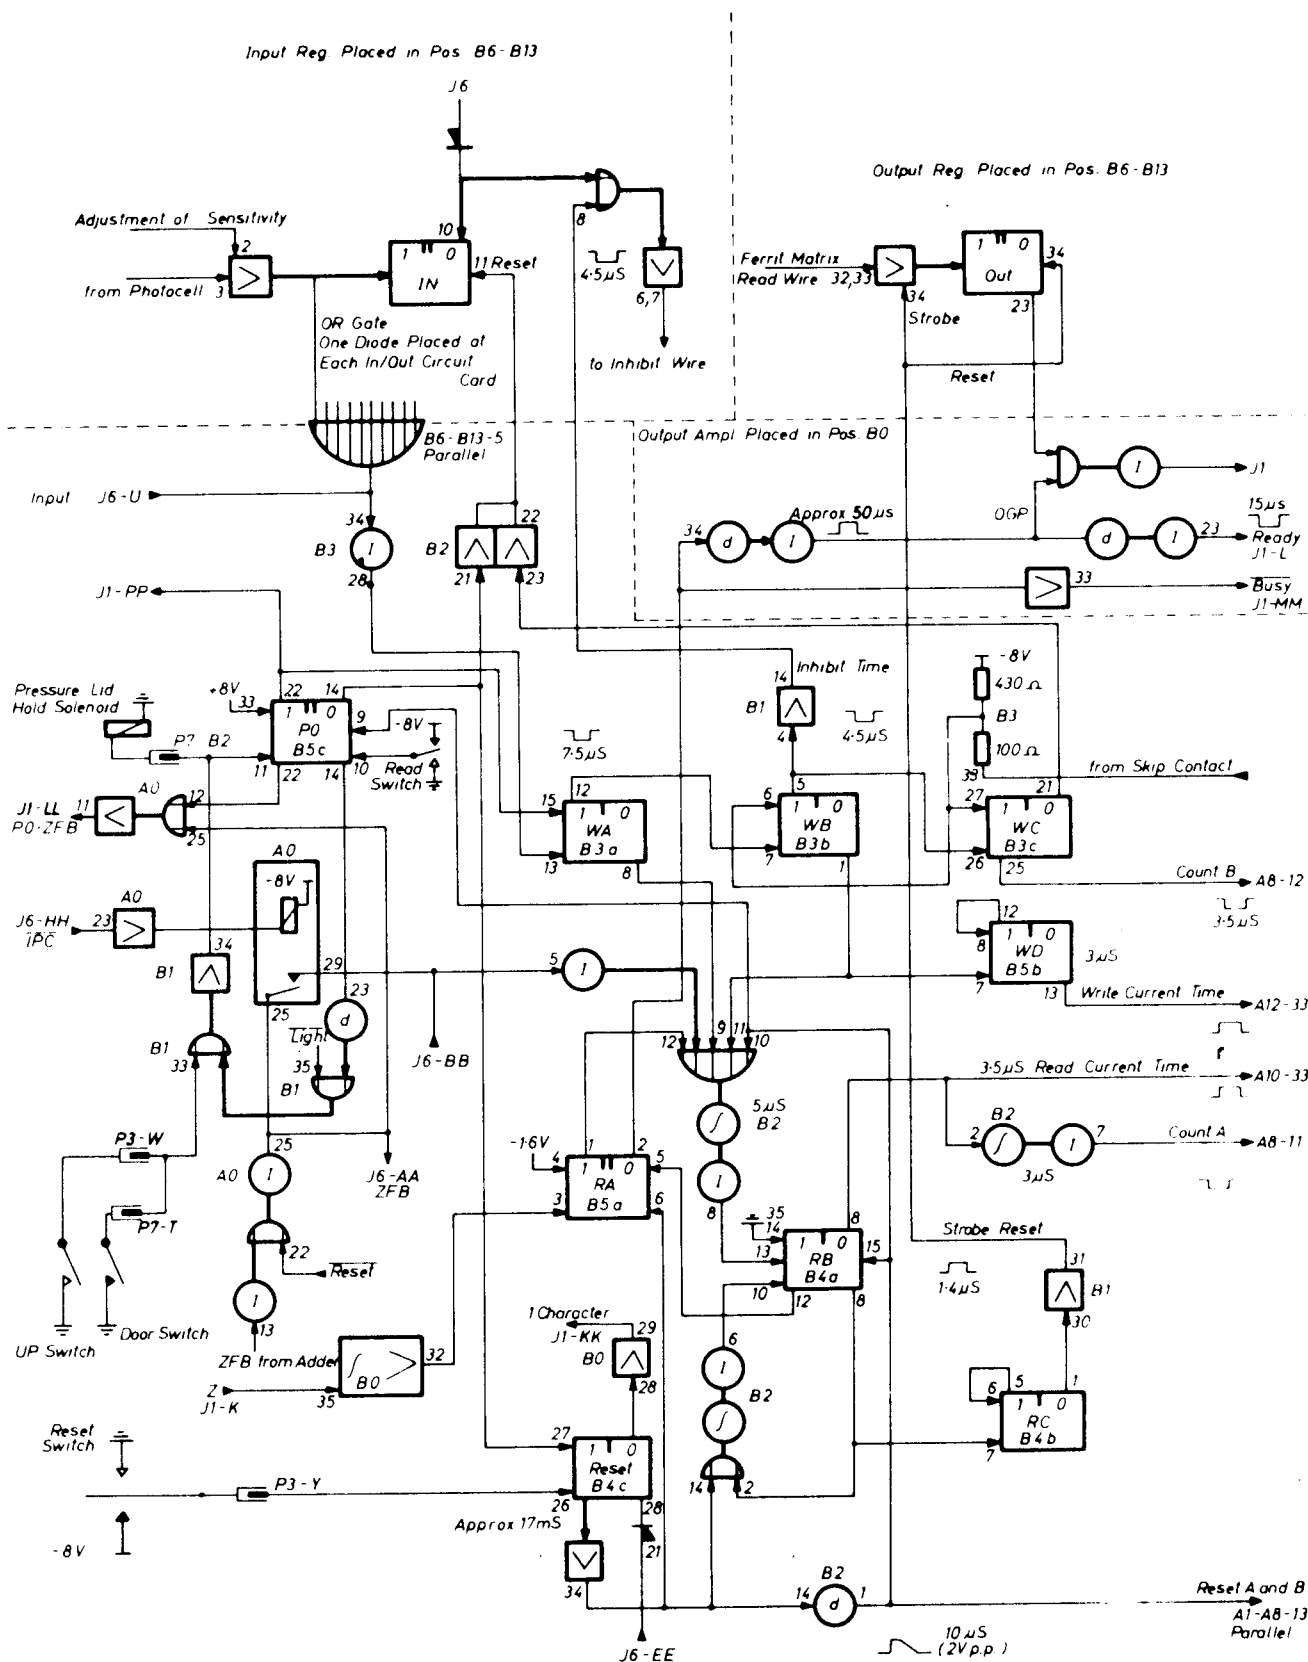 Input Reg. Placed in Pos. B6-B13
J6
Output Reg. Placed in Pos. B6-B13
Adjustment of Sensitivity
2
from Photocell 3
10
1 0
IN
11 Reset
8
4·5µS
6,7
to Inhibit Wire
OR Gate
One Diode Placed at
Each In/Out Circuit
Card
Ferrit Matrix
Read Wire 32,33
34
Strobe
1 0
Out
34
23
Reset
B6-B13-5
Parallel
Output Ampl. Placed in Pos. B0
Input J6-U
34
B3
I
28
B2
22
21
23
34
d
I
Approx 50µs
OGP
I
J1
d
I
23
15µs
Ready
J1-L
33
Busy
J1-MM
J1-PP
Pressure Lid
Hold Solenoid
+8V
33
22 14
1 0
P0
B5c
9
10
11 22 14
-8V
Read
Switch
P7
B2
J1-LL
P0·ZFB
11
A0
12
25
7·5µS
15
12
1 0
WA
B3a
13
8
14
Inhibit Time
B1
4
4·5µS
5
6
1 0
WB
B3b
7
1
-8V
430 Ω
B3
100 Ω
33
from Skip Contact
21
27
1 0
WC
B3c
26
25
Count B
A8-12
3·5µS
J6-HH
IPC
23
A0
A0
-8V
29
25
34
B1
B1
33
23
d
Light
35
B1
J6-BB
5
I
12
8
1 0
WD
B5b
7
13
3µS
Write Current Time
A12-33
12 9 11 10
3·5µS Read Current Time
A10-33
5µS
B2
∫
I
8
B2
2
∫
I
7
3µS
Count A
A8-11
P3-W
P7-T
UP Switch
Door Switch
25
A0
I
22
Reset
I
13
ZFB from Adder
J6-AA
ZFB
-1·6V
4
1 2
1 0
RA
B5a
5
3
6
35
14
8
1 0
RB
B4a
13
15
10
12
8
Strobe Reset
1·4µS
31
B1
30
5
6
1
1 0
RC
B4b
7
Z
J1-K
35
∫
B0
32
1 Character
J1-KK
29
B0
28
6
I
B2
∫
14 2
Reset
Switch
-8V
P3-Y
27
1 0
Reset
B4c
26
28
Approx 17mS
34
21
J6-EE
B2
14
d
1
10 µS
(2V p.p.)
Reset A and B
A1-A8-13
Parallel